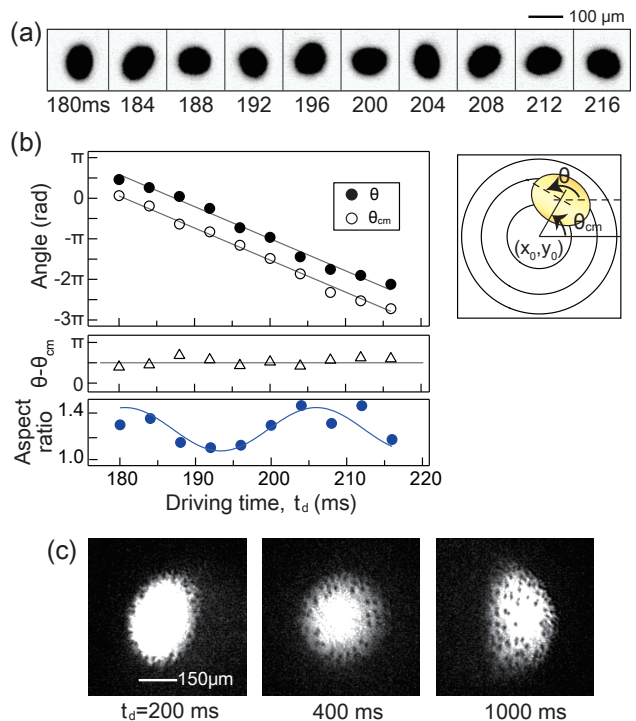 100 μm
(a)
180ms 184 188 192 196 200 204 208 212 216
(b)
π
0
-π
-2π
-3π
Angle (rad)
θ
θcm
θ
θcm
(x0,y0)
π
0
θ-θcm
1.4
1.0
Aspect
ratio
180 190 200 210 220
Driving time, td (ms)
(c)
150μm
td=200 ms 400 ms 1000 ms